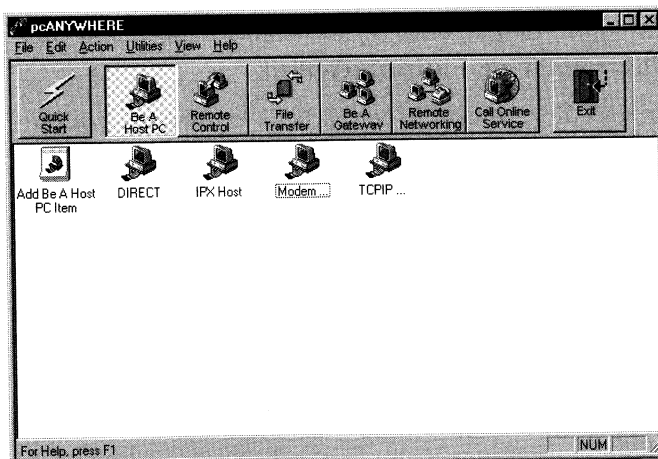 pcANYWHERE
File Edit Action Utilities View Help
Quick
Start
Be A
Host PC
Remote
Control
File
Transfer
Be A
Gateway
Remote
Networking
Call Online
Service
Exit
Add Be A Host
PC Item
DIRECT
IPX Host
Modem ...
TCPIP ...
For Help, press F1
NUM